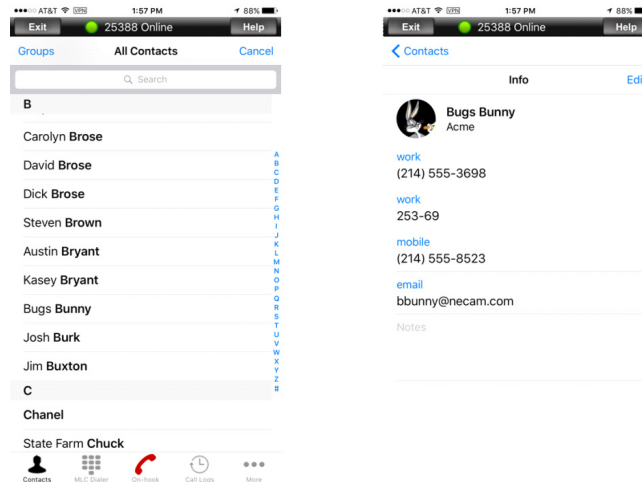 AT&T VPN 1:57 PM 88%
Exit 25388 Online Help
Groups All Contacts Cancel
Search
B
Carolyn Brose
David Brose
Dick Brose
Steven Brown
Austin Bryant
Kasey Bryant
Bugs Bunny
Josh Burk
Jim Buxton
C
Chanel
State Farm Chuck
A
B
C
D
E
F
G
H
I
J
K
L
M
N
O
P
Q
R
S
T
U
V
W
X
Y
Z
#
Contacts MLC Dialer On-hook Call Logs More
AT&T VPN 1:57 PM 88%
Exit 25388 Online Help
Contacts
Info Edi
Bugs Bunny
Acme
work
(214) 555-3698
work
253-69
mobile
(214) 555-8523
email
bbunny@necam.com
Notes